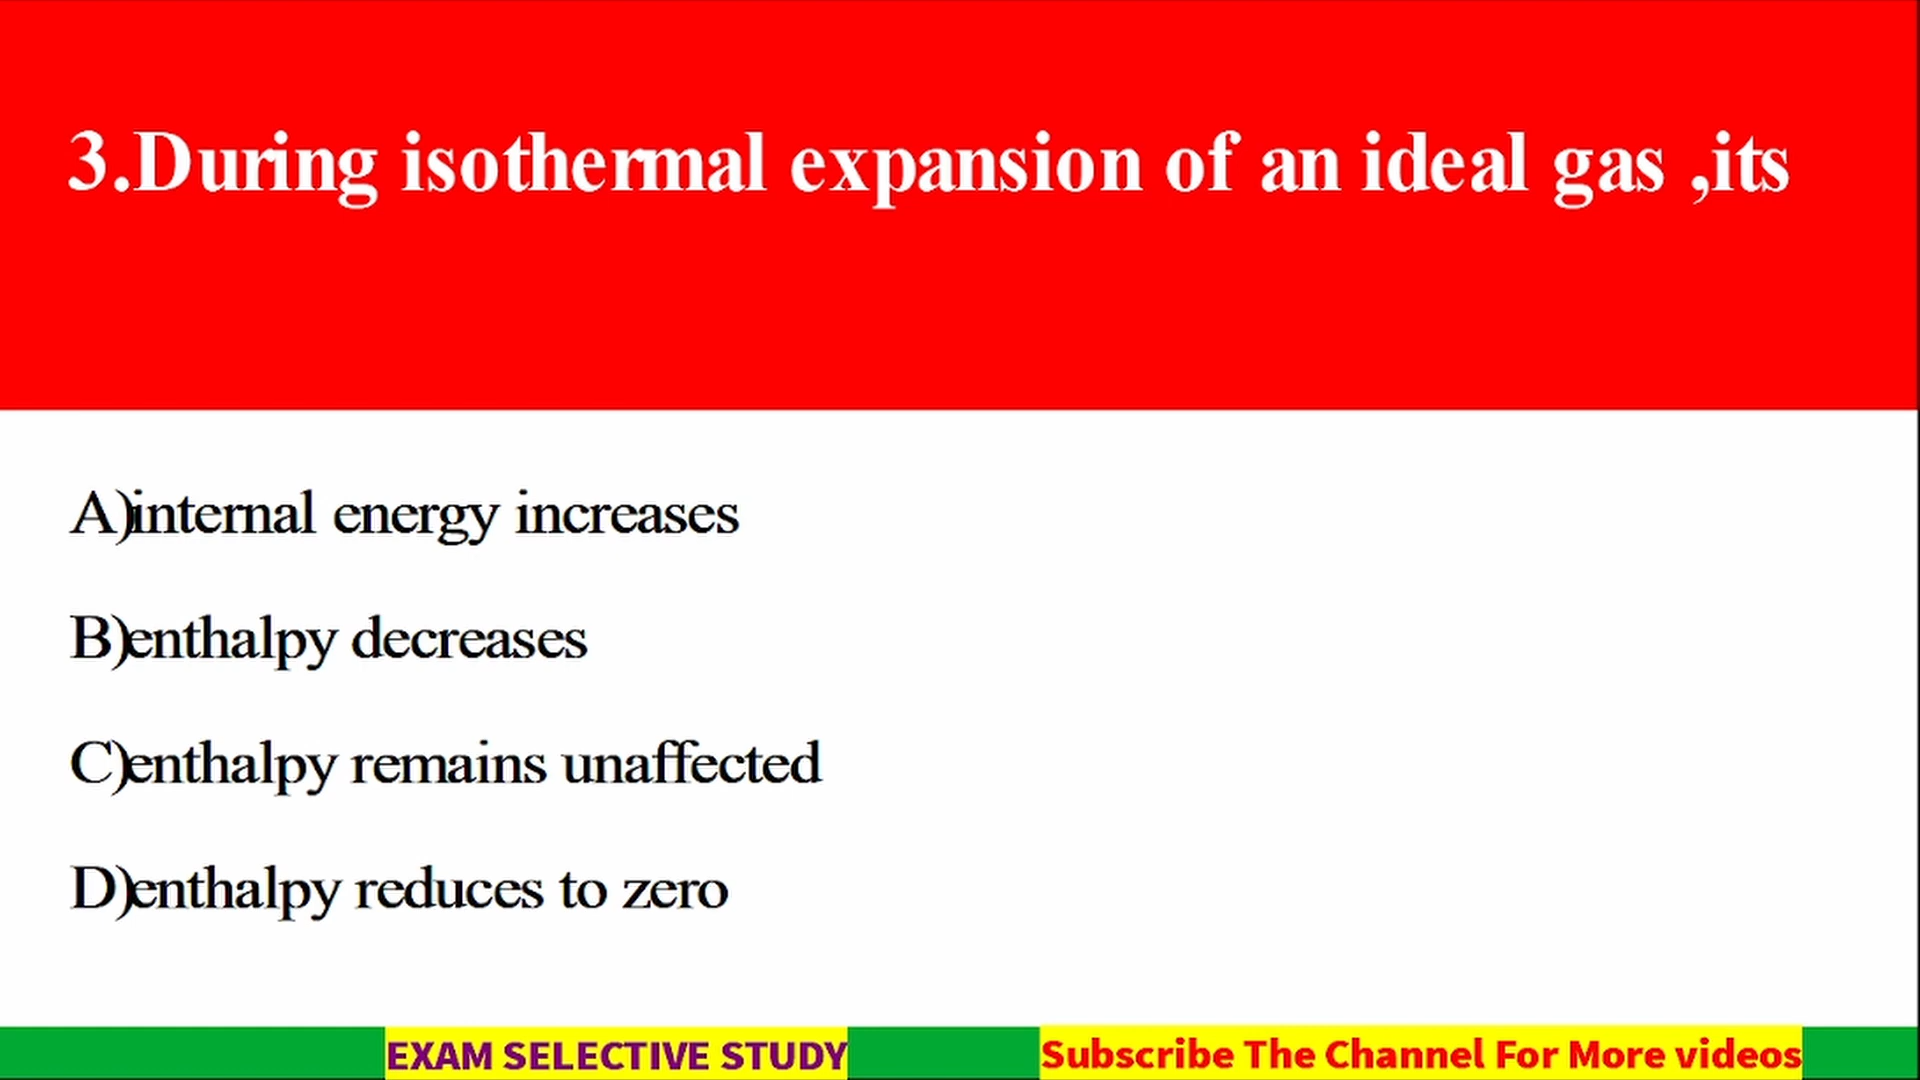 3.During isothermal expansion of an ideal gas ,its
A)internal energy increases
B)enthalpy decreases
C)enthalpy remains unaffected
D)enthalpy reduces to zero
EXAM SELECTIVE STUDY
Subscribe The Channel For More videos